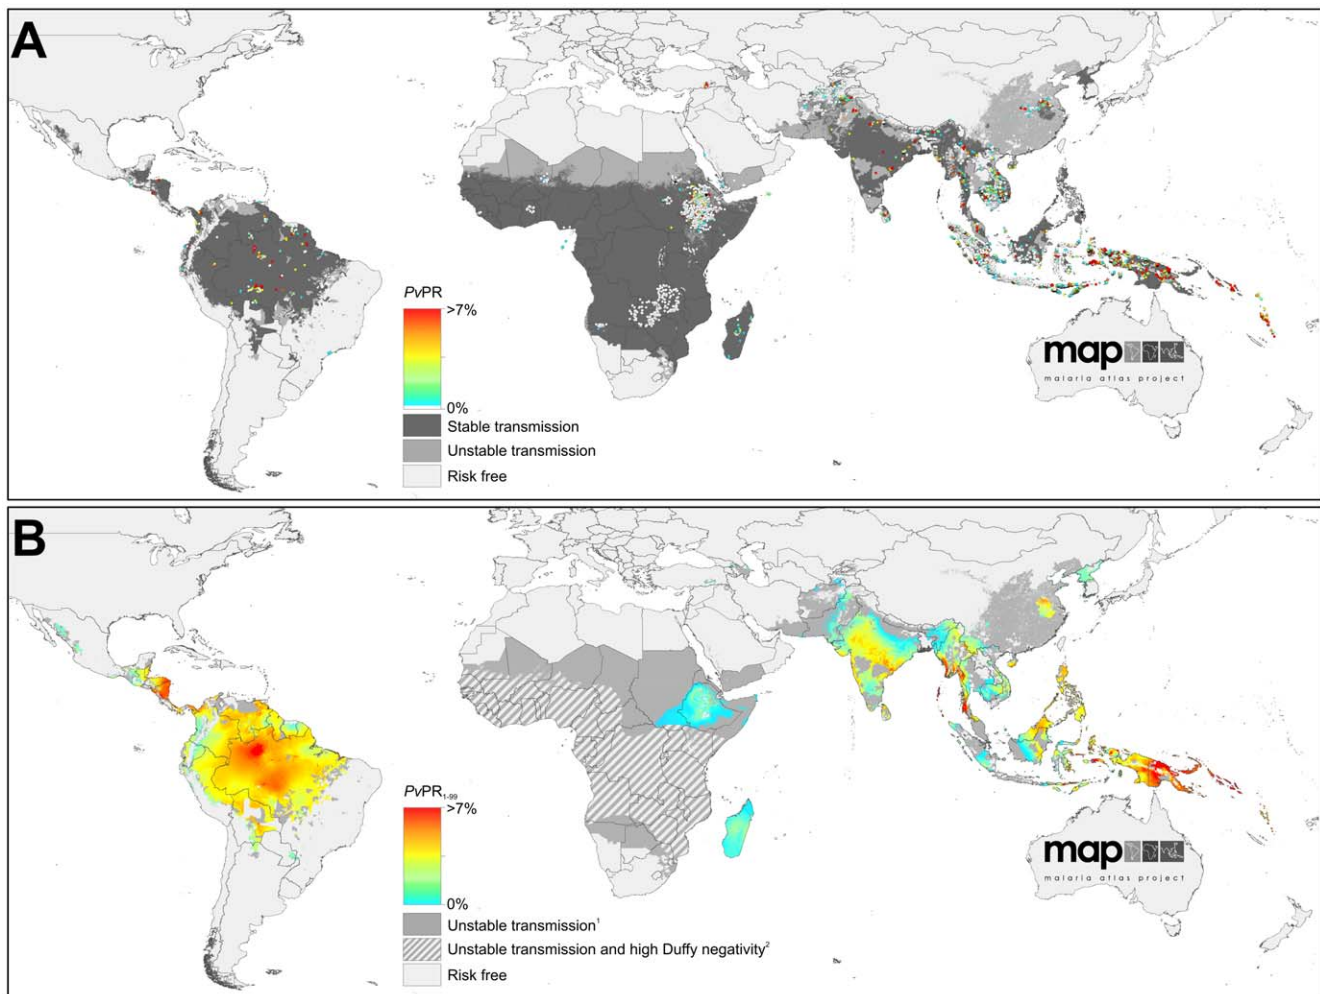 A
PvPR
>7%
0%
Stable transmission
Unstable transmission
Risk free
map
malaria atlas project
B
PvPR1-99
>7%
0%
Unstable transmission1
Unstable transmission and high Duffy negativity2
Risk free
map
malaria atlas project